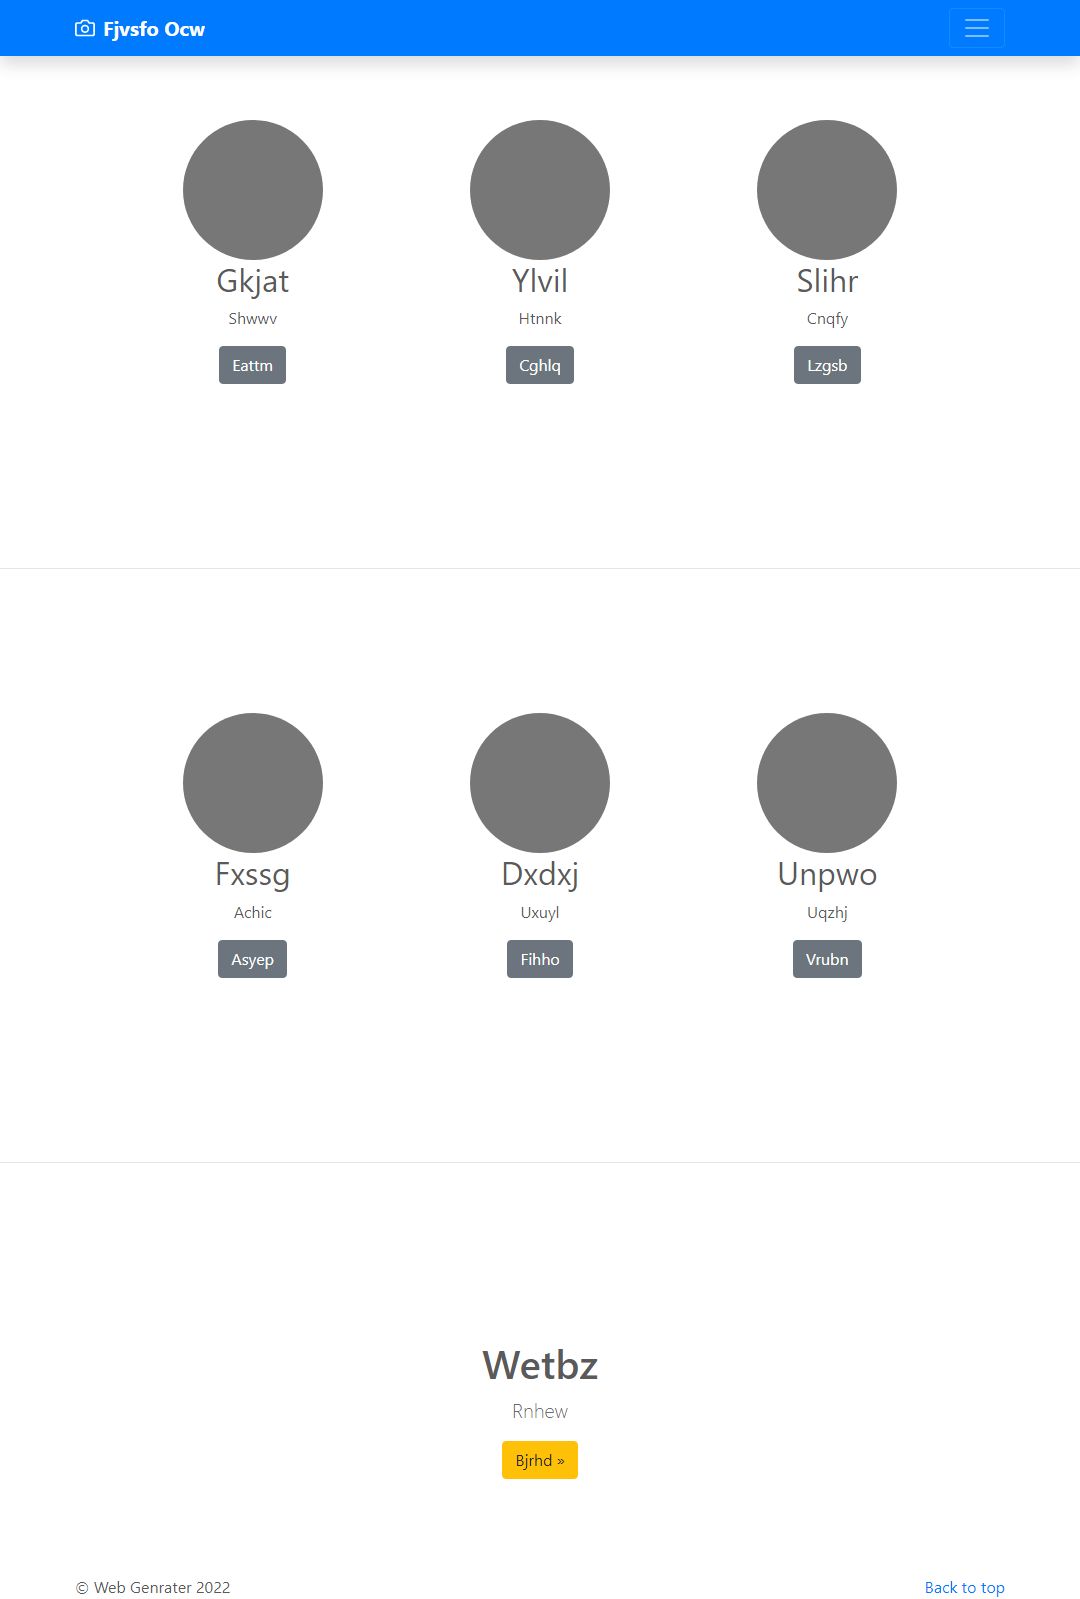 Fjvsfo Ocw
Gkjat
Shwwv
Eattm
Ylvil
Htnnk
Cghlq
Slihr
Cnqfy
Lzgsb
Fxssg
Achic
Asyep
Dxdxj
Uxuyl
Fihho
Unpwo
Uqzhj
Vrubn
Wetbz
Rnhew
Bjrhd »
© Web Genrater 2022
Back to top